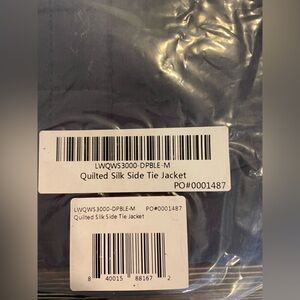 LWQWS3000-DPBLE-M
Quilted Silk Side Tie Jacket
PO#0001487
LWQWS3000-DPBLE-M PO#0001487
Quilted Silk Side Tie Jacket
8 40015 88167 2